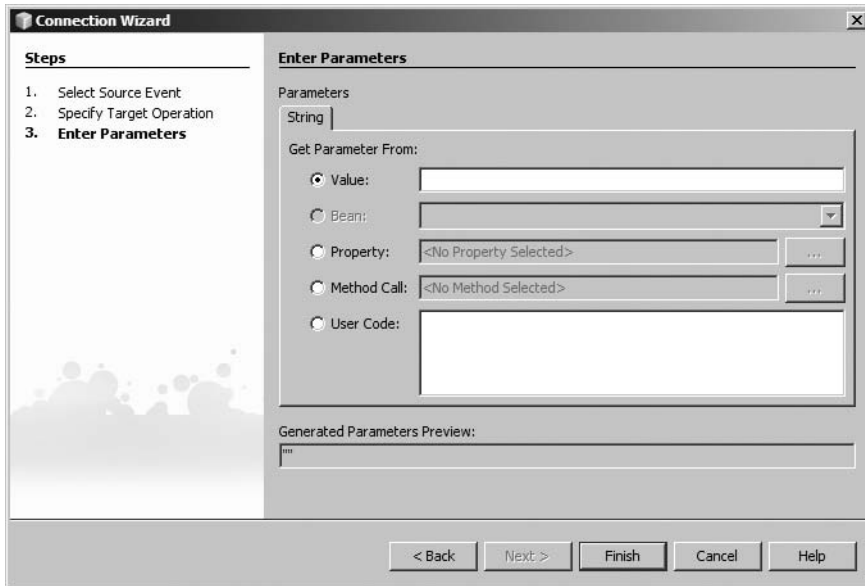 Connection Wizard
Steps
1. Select Source Event
2. Specify Target Operation
3. Enter Parameters
Enter Parameters
Parameters
String
Get Parameter From:
Value:
Bean:
Property: <No Property Selected> ...
Method Call: <No Method Selected> ...
User Code:
Generated Parameters Preview:
""
< Back Next > Finish Cancel Help